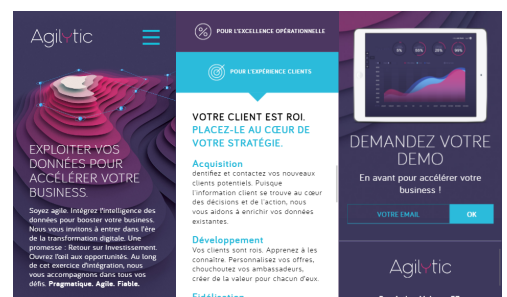 Agilytic
EXPLOITER VOS
DONNÉES POUR
ACCÉLÉRER VOTRE
BUSINESS.
Soyez agile. Intégrez l'intelligence des
données pour booster votre business.
Nous vous invitons à entrer dans l'ère
de la transformation digitale. Une
promesse : Retour sur Investissement.
Ouvrez l'œil aux opportunités. Au long
de cet exercice d'intégration, nous
vous accompagnons dans tous vos
défis. Pragmatique. Agile. Fiable.
POUR L'EXCELLENCE OPÉRATIONNELLE
POUR L'EXPÉRIENCE CLIENTS
VOTRE CLIENT EST ROI.
PLACEZ-LE AU CŒUR DE
VOTRE STRATÉGIE.
Acquisition
dentifiez et contactez vos nouveaux
clients potentiels. Puisque
l'information client se trouve au cœur
des décisions et de l'action, nous
vous aidons à enrichir vos données
existantes.
Développement
Vos clients sont rois. Apprenez à les
connaitre. Personnalisez vos offres,
chouchoutez vos ambassadeurs,
créer de la valeur pour chacun d'eux.
DEMANDEZ VOTRE
DEMO
En avant pour accélérer votre
business !
VOTRE EMAIL
OK
Agilytic